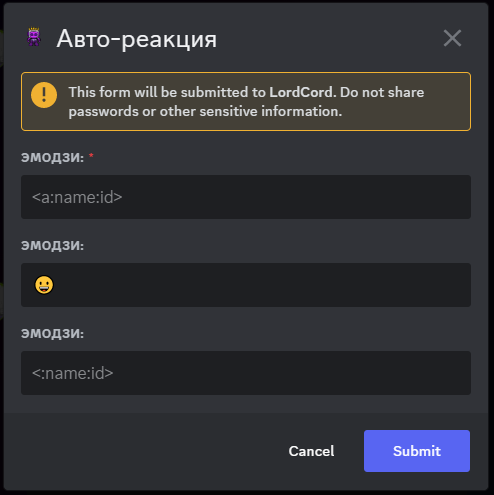 Авто-реакция
This form will be submitted to LordCord. Do not share
passwords or other sensitive information.
ЭМОДЗИ: *
<a:name:id>
ЭМОДЗИ:
😀
ЭМОДЗИ:
<:name:id>
Cancel
Submit